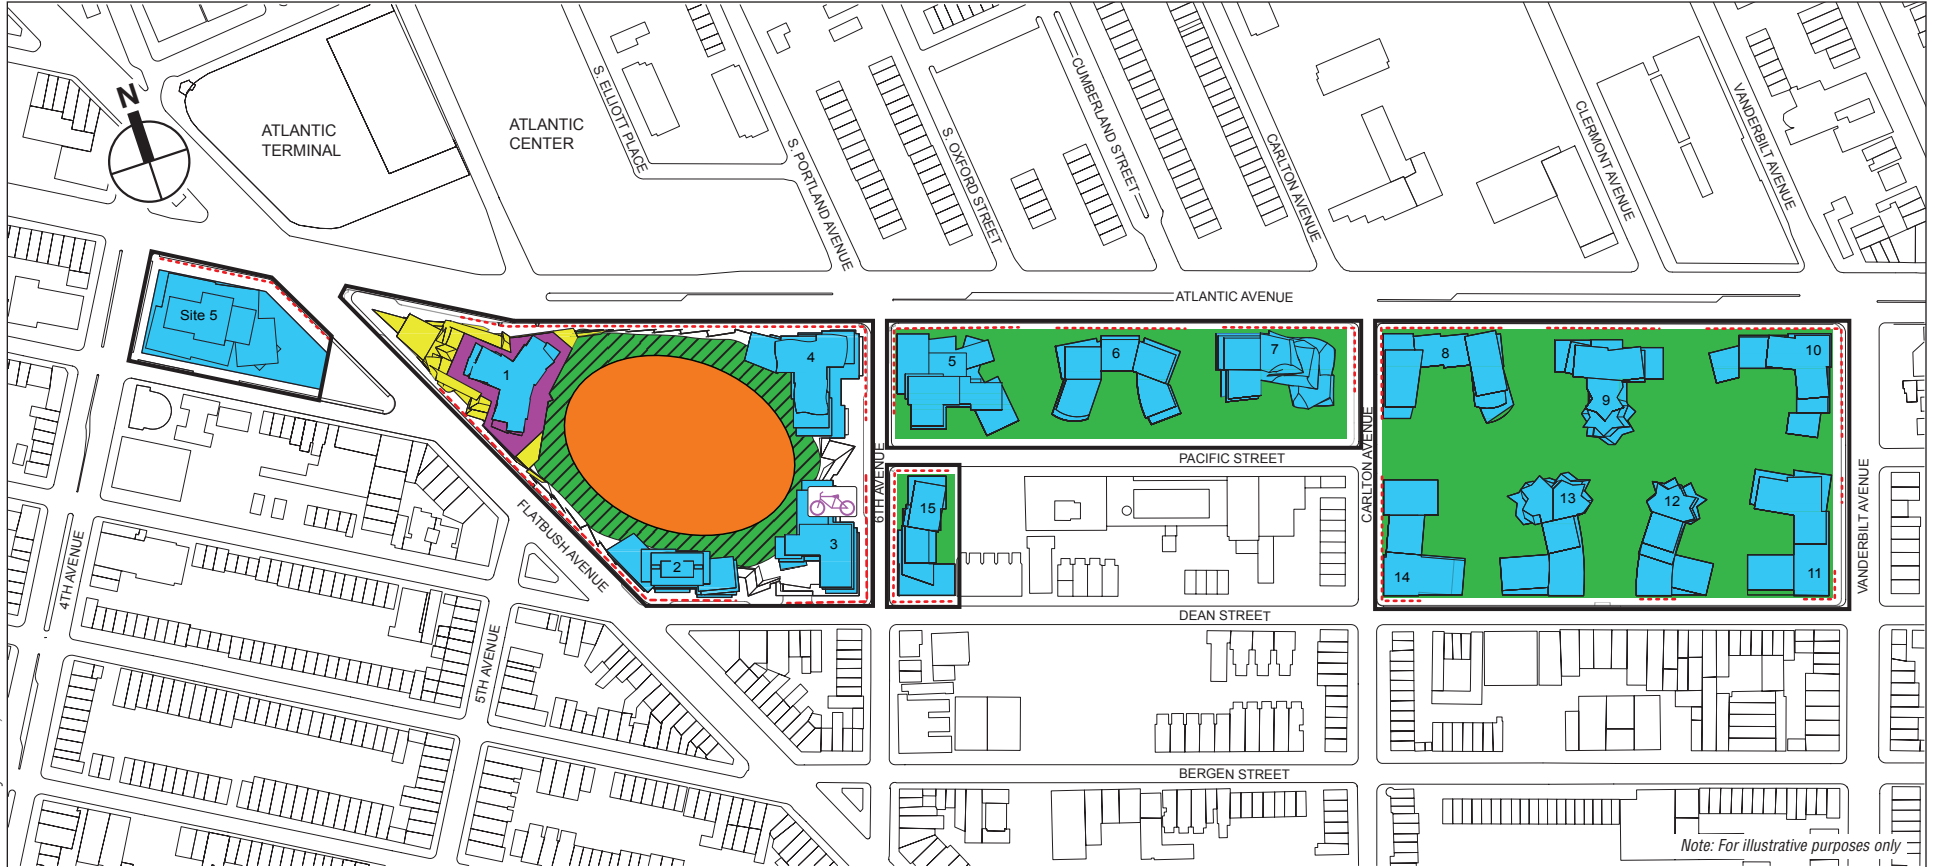 N
ATLANTIC
TERMINAL
ATLANTIC
CENTER
S. ELLIOTT PLACE
S. PORTLAND AVENUE
S. OXFORD STREET
CUMBERLAND STREET
CARLTON AVENUE
CLERMONT AVENUE
VANDERBILT AVENUE
ATLANTIC AVENUE
Site 5
1
4
5
6
7
8
9
10
6TH AVENUE
CARLTON AVENUE
PACIFIC STREET
VANDERBILT AVENUE
FLATBUSH AVENUE
15
13
12
2
3
14
11
4TH AVENUE
5TH AVENUE
DEAN STREET
BERGEN STREET
Note: For illustrative purposes only